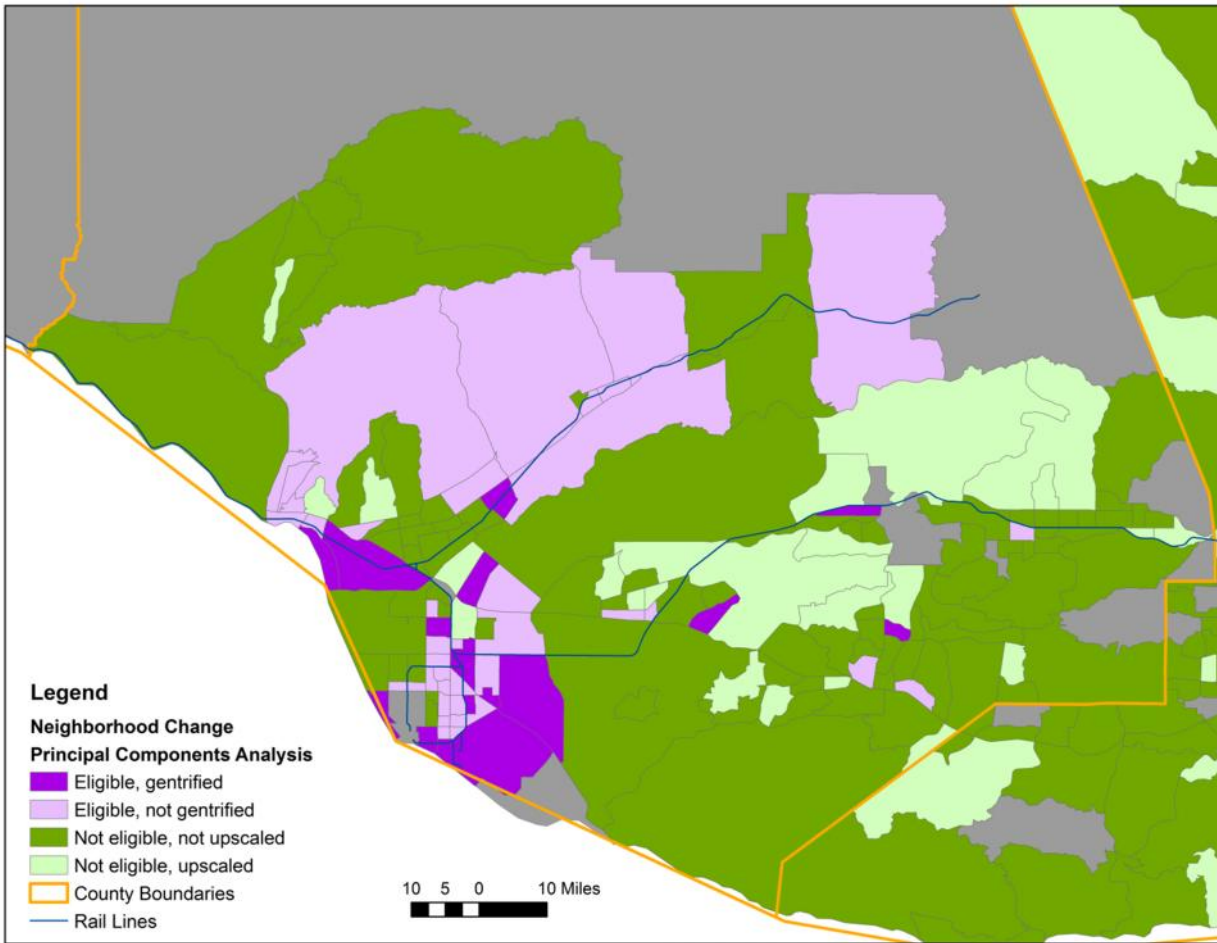 Legend
Neighborhood Change
Principal Components Analysis
Eligible, gentrified
Eligible, not gentrified
Not eligible, not upscaled
Not eligible, upscaled
County Boundaries
Rail Lines
10 5 0 10 Miles